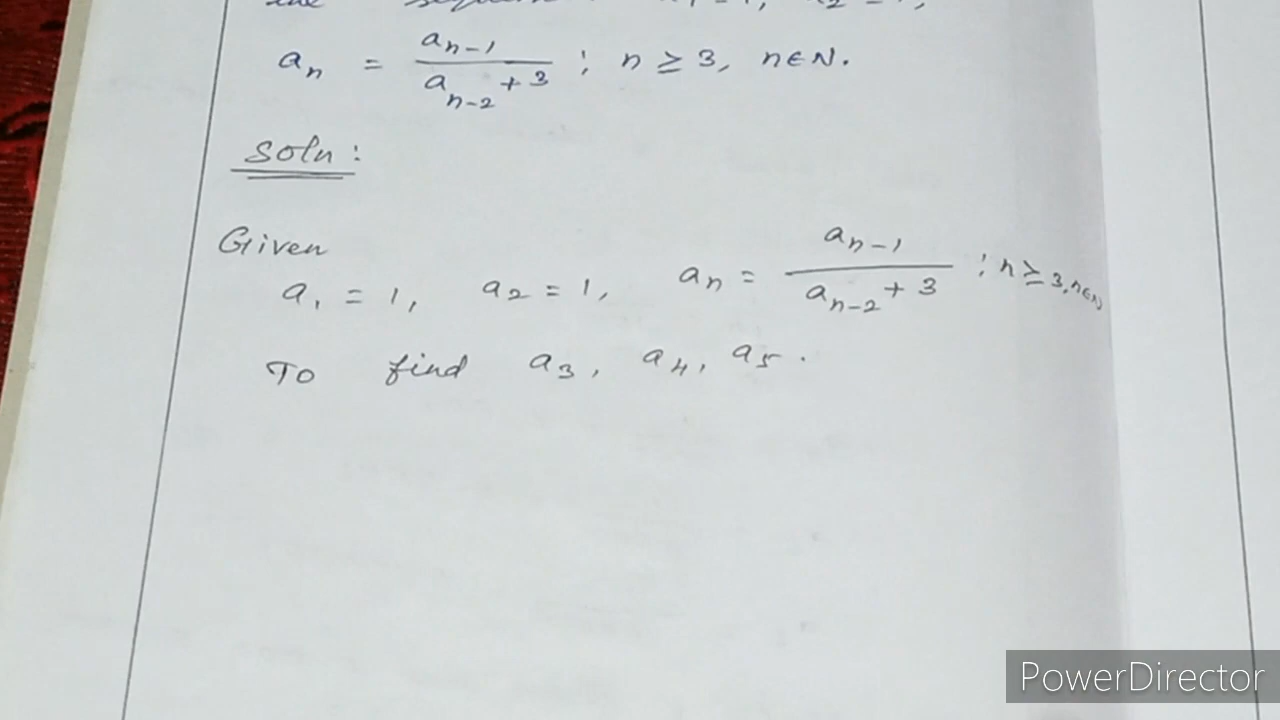 aₙ = aₙ₋₁ / (aₙ₋₂ + 3) ; n ≥ 3, n∈N.
Soln :
Given
a₁ = 1, a₂ = 1, aₙ = aₙ₋₁ / (aₙ₋₂ + 3) ; n ≥ 3, n∈N
To find a₃, a₄, a₅.
PowerDirector